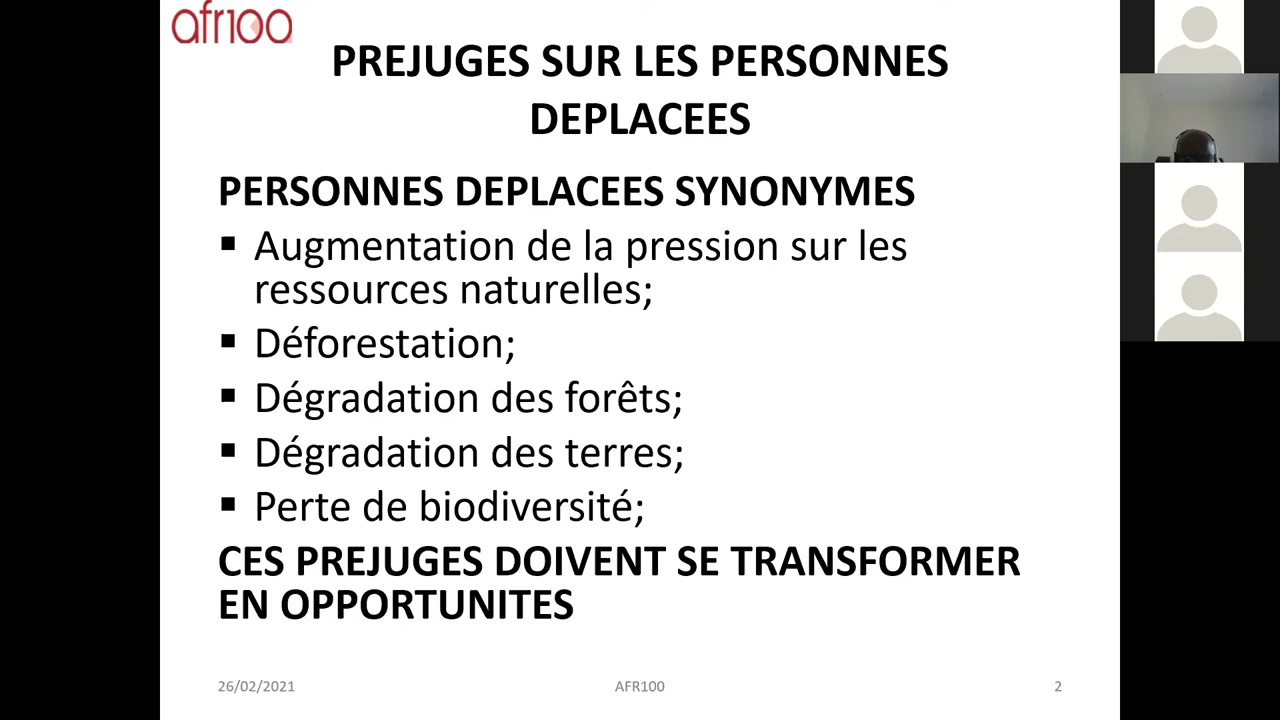 afr100
PREJUGES SUR LES PERSONNES
DEPLACEES
PERSONNES DEPLACEES SYNONYMES
▪ Augmentation de la pression sur les
ressources naturelles;
▪ Déforestation;
▪ Dégradation des forêts;
▪ Dégradation des terres;
▪ Perte de biodiversité;
CES PREJUGES DOIVENT SE TRANSFORMER
EN OPPORTUNITES
26/02/2021 AFR100 2